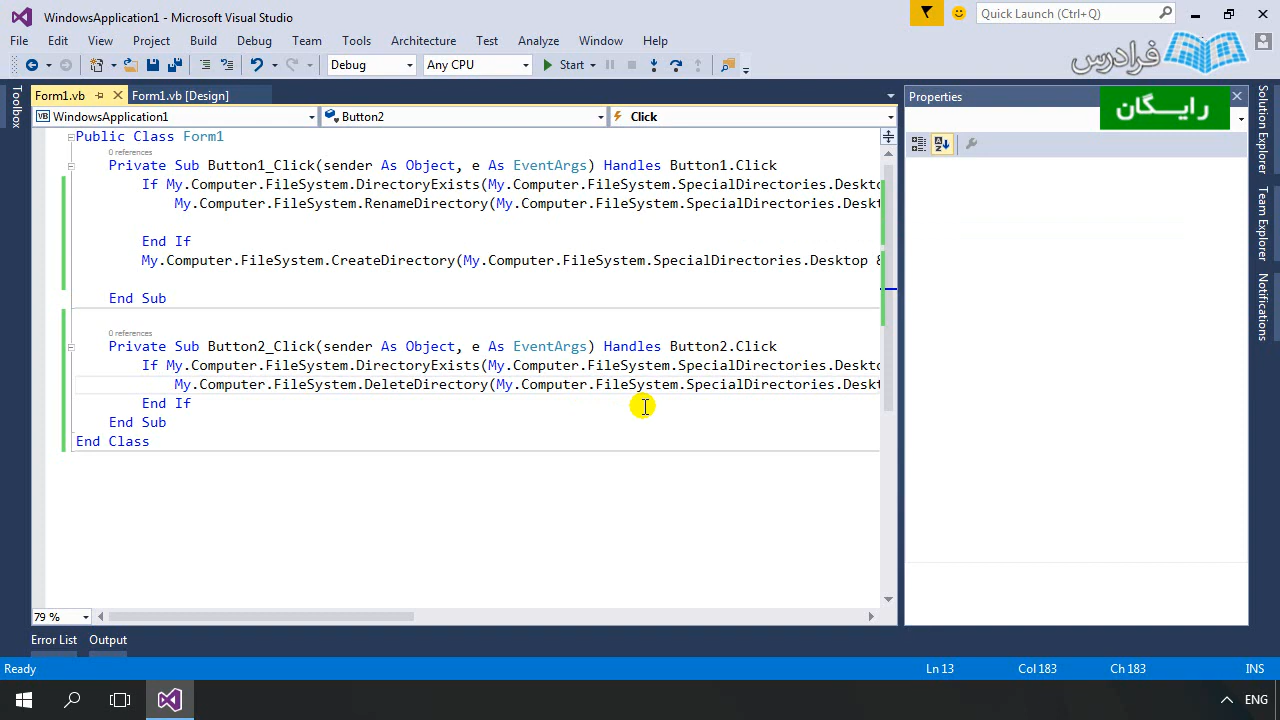 WindowsApplication1 - Microsoft Visual Studio
Quick Launch (Ctrl+Q)
File Edit View Project Build Debug Team Tools Architecture Test Analyze Window Help
فرادرس
Debug Any CPU Start
Toolbox
Form1.vb Form1.vb [Design]
Properties
رایگان
WindowsApplication1 Button2 Click
Public Class Form1
0 references
Private Sub Button1_Click(sender As Object, e As EventArgs) Handles Button1.Click
If My.Computer.FileSystem.DirectoryExists(My.Computer.FileSystem.SpecialDirectories.Deskto
My.Computer.FileSystem.RenameDirectory(My.Computer.FileSystem.SpecialDirectories.Deskt
End If
My.Computer.FileSystem.CreateDirectory(My.Computer.FileSystem.SpecialDirectories.Desktop &
End Sub
0 references
Private Sub Button2_Click(sender As Object, e As EventArgs) Handles Button2.Click
If My.Computer.FileSystem.DirectoryExists(My.Computer.FileSystem.SpecialDirectories.Deskto
My.Computer.FileSystem.DeleteDirectory(My.Computer.FileSystem.SpecialDirectories.Deskt
End If
End Sub
End Class
Solution Explorer
Team Explorer
Notifications
79 %
Error List Output
Ready Ln 13 Col 183 Ch 183 INS
ENG